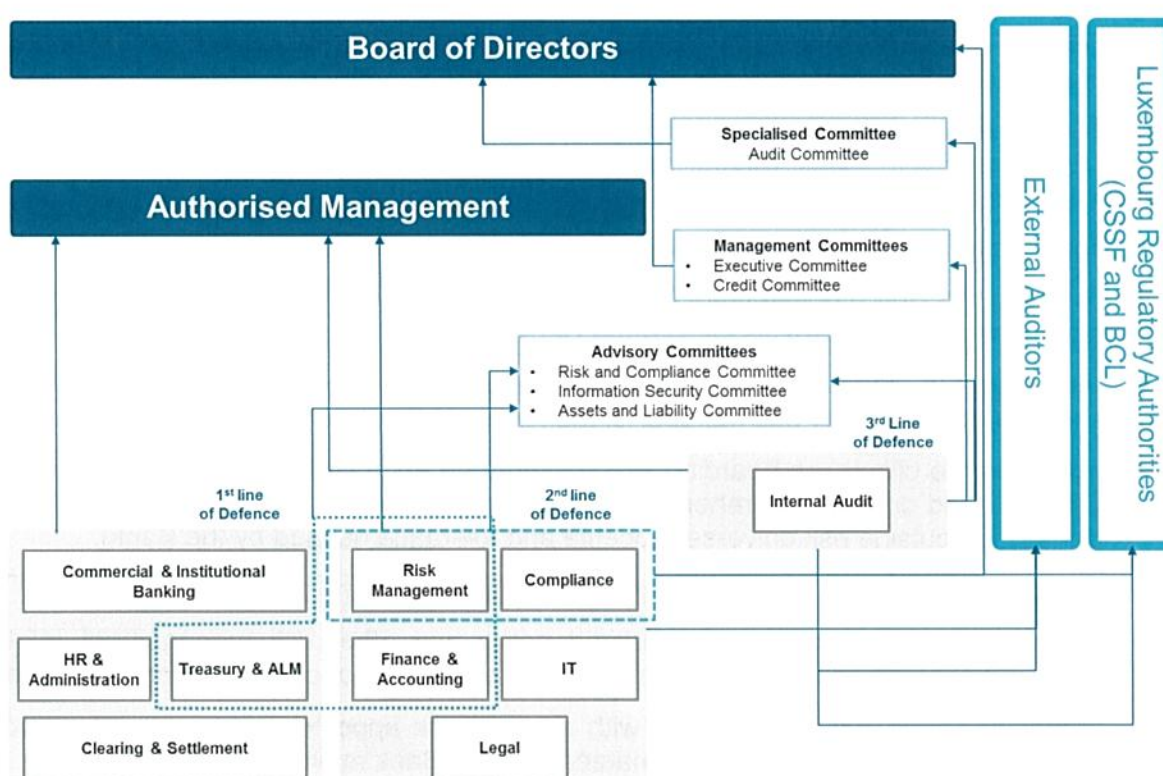 Board of Directors
Specialised Committee
Audit Committee
Authorised Management
Management Committees
• Executive Committee
• Credit Committee
Advisory Committees
• Risk and Compliance Committee
• Information Security Committee
• Assets and Liability Committee
3rd Line
of Defence
Internal Audit
1st line
of Defence
2nd line
of Defence
Commercial & Institutional
Banking
Risk
Management
Compliance
HR &
Administration
Treasury & ALM
Finance &
Accounting
IT
Clearing & Settlement
Legal
External Auditors
Luxembourg Regulatory Authorities
(CSSF and BCL)